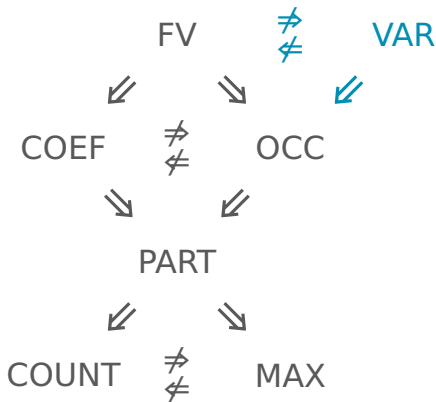 FV ⇏ ⇍ VAR
⇙ ⇘ ⇙
COEF ⇏ ⇍ OCC
⇘ ⇙
PART
⇙ ⇘
COUNT ⇏ ⇍ MAX